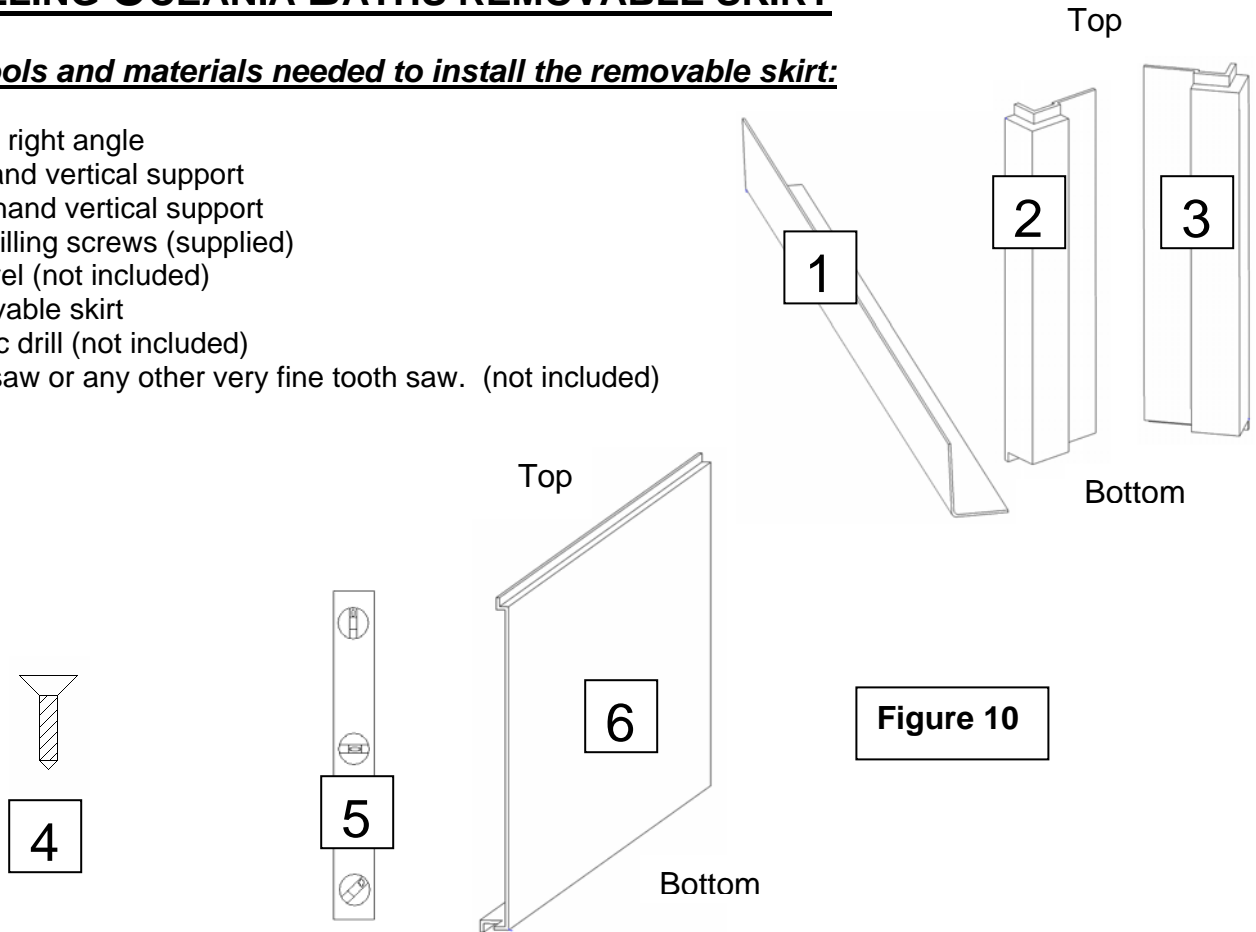 LLING OCEANIA BATHS REMOVABLE SKIRT
ools and materials needed to install the removable skirt:
right angle
and vertical support
hand vertical support
illing screws (supplied)
vel (not included)
vable skirt
c drill (not included)
saw or any other very fine tooth saw.  (not included)
Top
1
2
3
Bottom
Top
4
5
6
Bottom
Figure 10